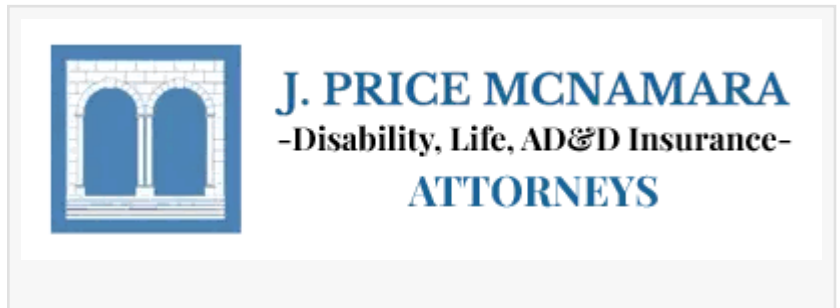 J. PRICE MCNAMARA
-Disability, Life, AD&D Insurance-
ATTORNEYS